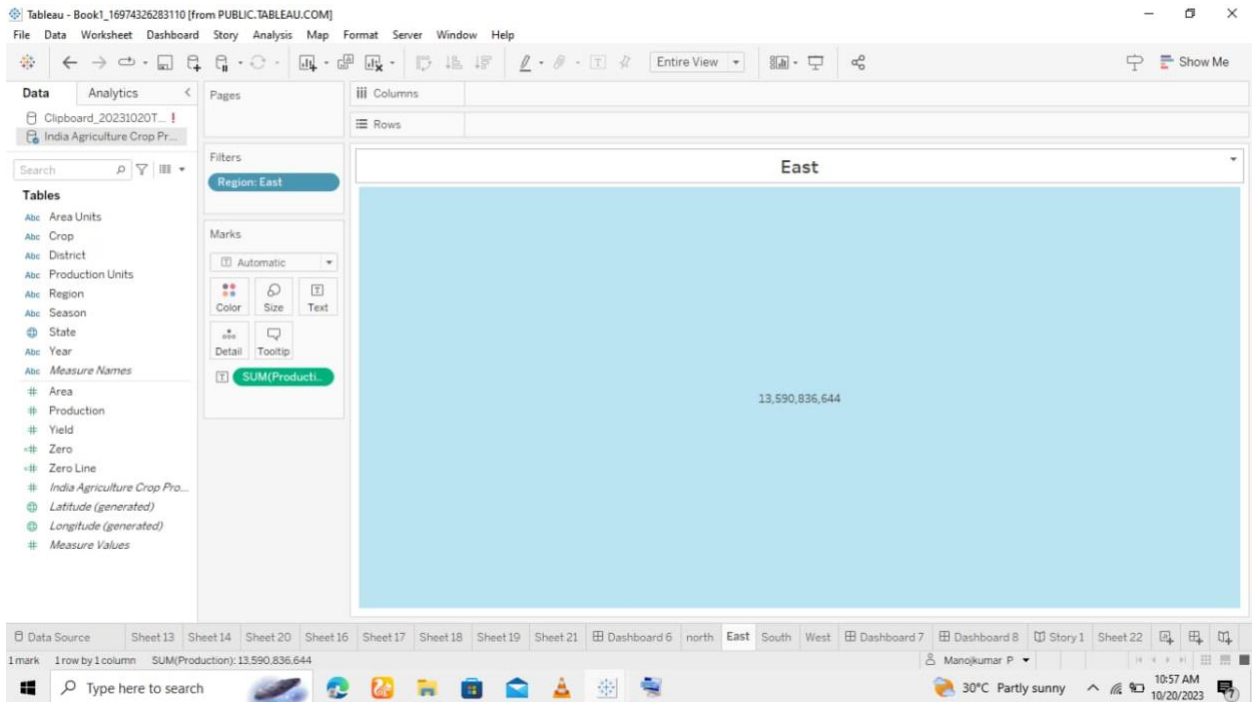 Tableau - Book1_16974326283110 [from PUBLIC.TABLEAU.COM]
File Data Worksheet Dashboard Story Analysis Map Format Server Window Help
Entire View
Show Me
Data Analytics
Clipboard_20231020T...!
India Agriculture Crop Pr...
Search
Tables
Abc Area Units
Abc Crop
Abc District
Abc Production Units
Abc Region
Abc Season
State
Abc Year
Abc Measure Names
# Area
# Production
# Yield
=# Zero
=# Zero Line
# India Agriculture Crop Pro...
Latitude (generated)
Longitude (generated)
# Measure Values
Pages
Filters
Region: East
Marks
Automatic
Color Size Text
Detail Tooltip
SUM(Producti..
Columns
Rows
East
13,590,836,644
Data Source Sheet 13 Sheet 14 Sheet 20 Sheet 16 Sheet 17 Sheet 18 Sheet 19 Sheet 21 Dashboard 6 north East South West Dashboard 7 Dashboard 8 Story 1 Sheet 22
1 mark 1 row by 1 column SUM(Production): 13,590,836,644
Manojkumar P
Type here to search
30°C Partly sunny
10:57 AM
10/20/2023